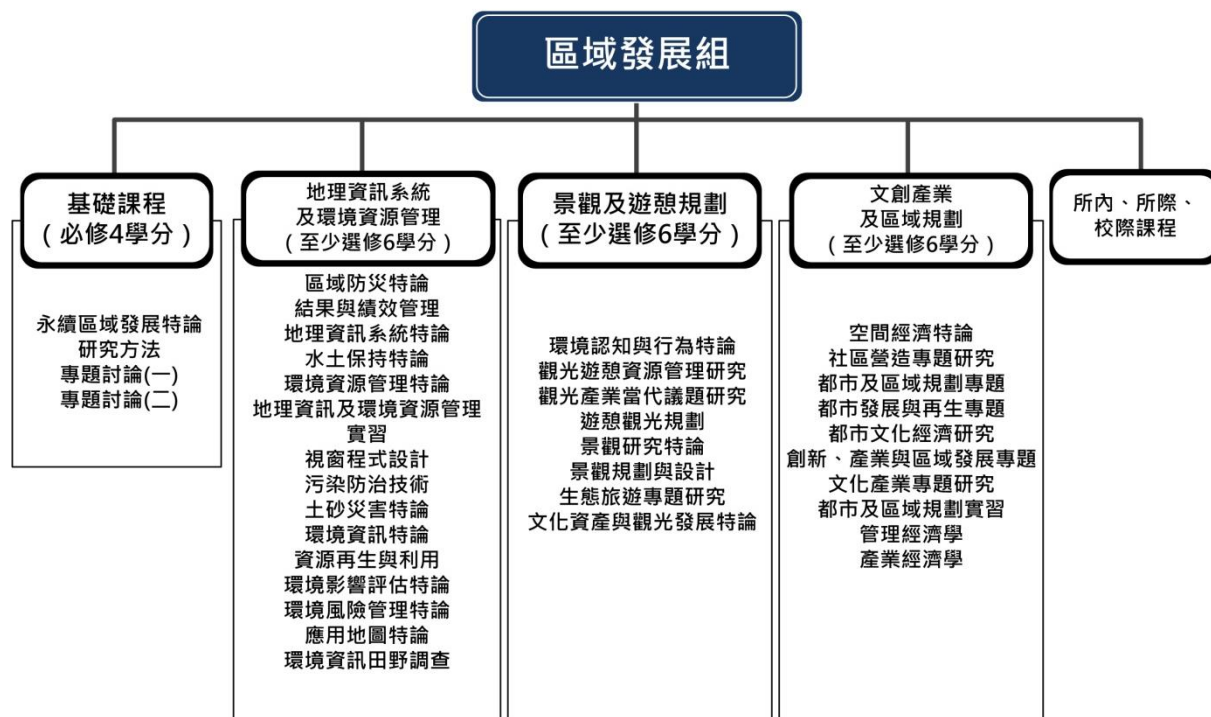 區域發展組
基礎課程
(必修4學分)
永續區域發展特論
研究方法
專題討論(一)
專題討論(二)
地理資訊系統
及環境資源管理
(至少選修6學分)
區域防災特論
結果與績效管理
地理資訊系統特論
水土保持特論
環境資源管理特論
地理資訊及環境資源管理
實習
視窗程式設計
污染防治技術
土砂災害特論
環境資訊特論
資源再生與利用
環境影響評估特論
環境風險管理特論
應用地圖特論
環境資訊田野調查
景觀及遊憩規劃
(至少選修6學分)
環境認知與行為特論
觀光遊憩資源管理研究
觀光產業當代議題研究
遊憩觀光規劃
景觀研究特論
景觀規劃與設計
生態旅遊專題研究
文化資產與觀光發展特論
文創產業
及區域規劃
(至少選修6學分)
空間經濟特論
社區營造專題研究
都市及區域規劃專題
都市發展與再生專題
都市文化經濟研究
創新、產業與區域發展專題
文化產業專題研究
都市及區域規劃實習
管理經濟學
產業經濟學
所內、所際、
校際課程